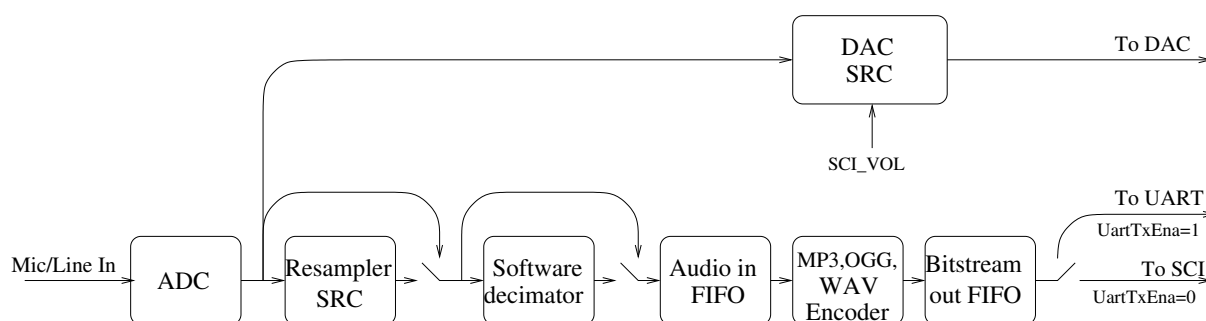 DAC
SRC
To DAC
SCI_VOL
To UART
UartTxEna=1
Mic/Line In
ADC
Resampler
SRC
Software
decimator
Audio in
FIFO
MP3,OGG,
WAV
Encoder
Bitstream
out FIFO
To SCI
UartTxEna=0